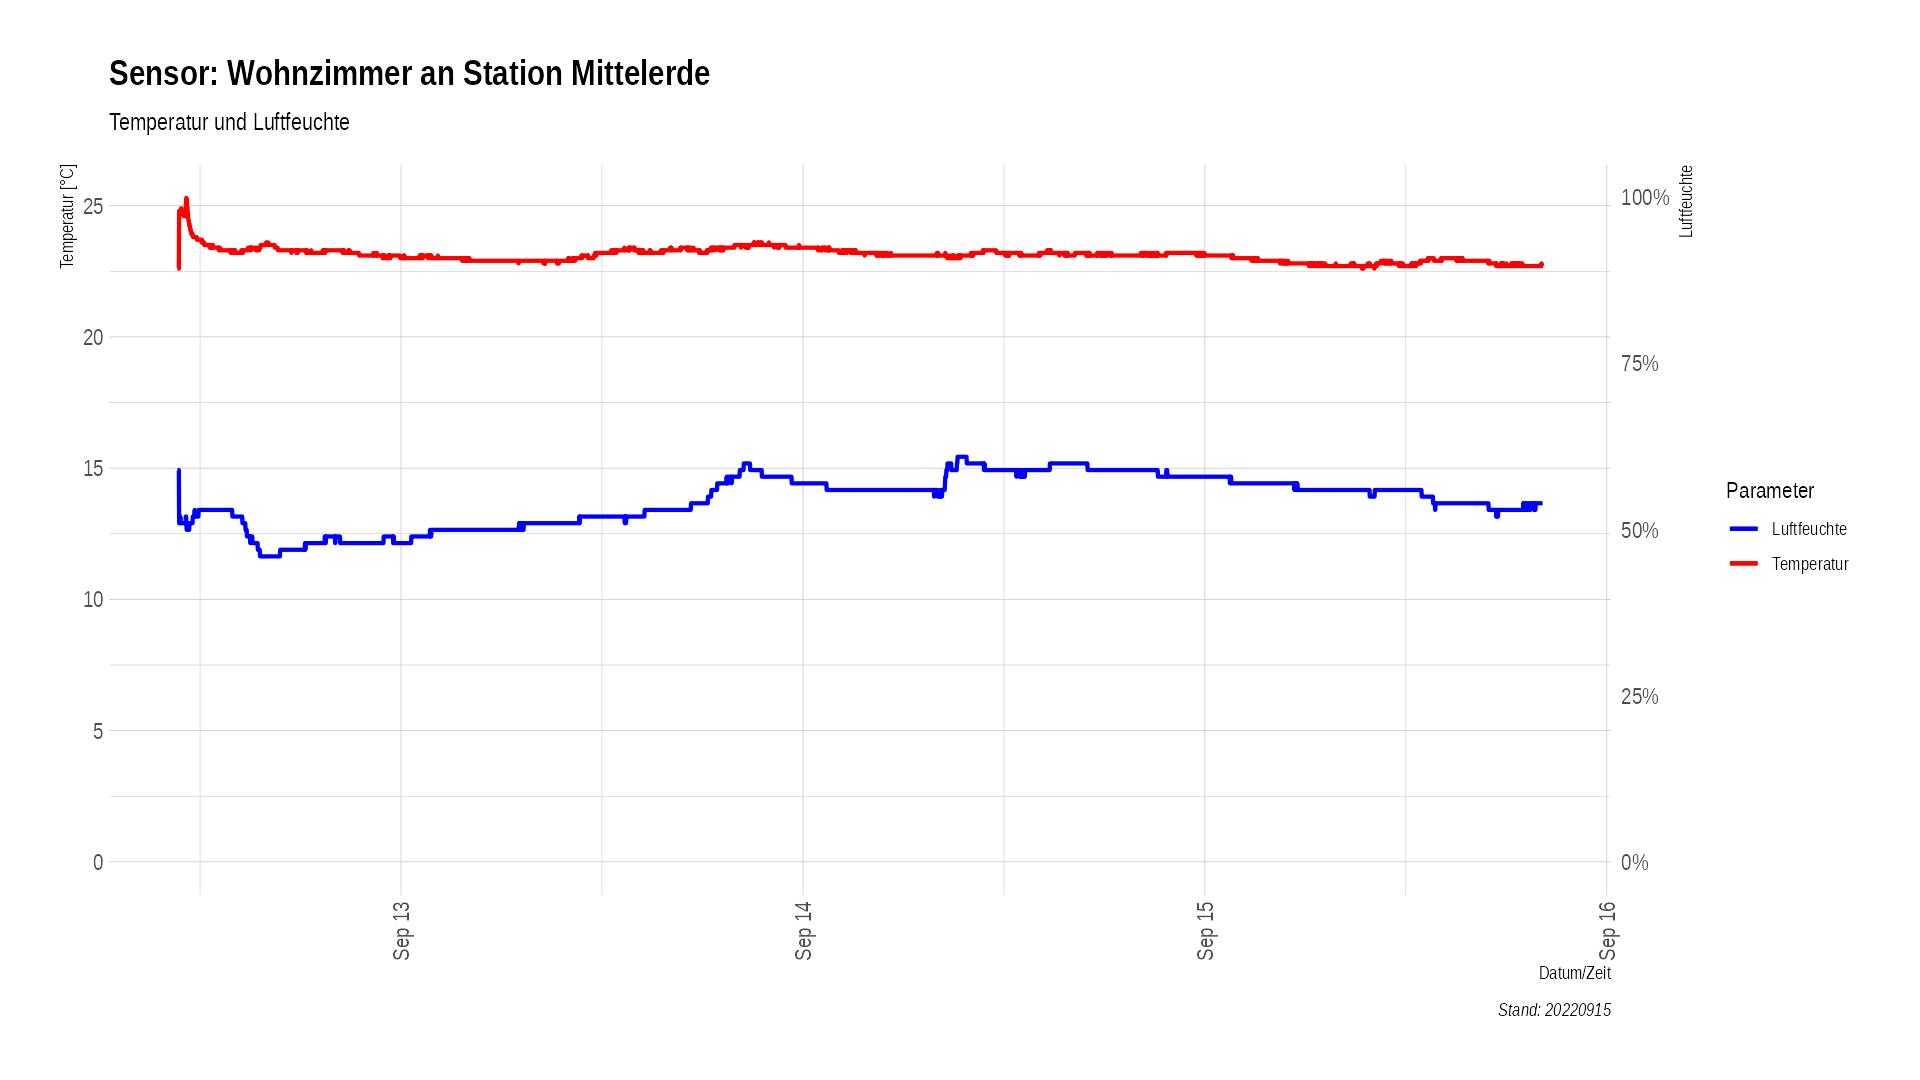 Sensor: Wohnzimmer an Station Mittelerde
Temperatur und Luftfeuchte
Temperatur [°C]
25
20
15
10
5
0
100%
75%
50%
25%
0%
Luftfeuchte
Parameter
Luftfeuchte
Temperatur
Sep 13
Sep 14
Sep 15
Sep 16
Datum/Zeit
Stand: 20220915